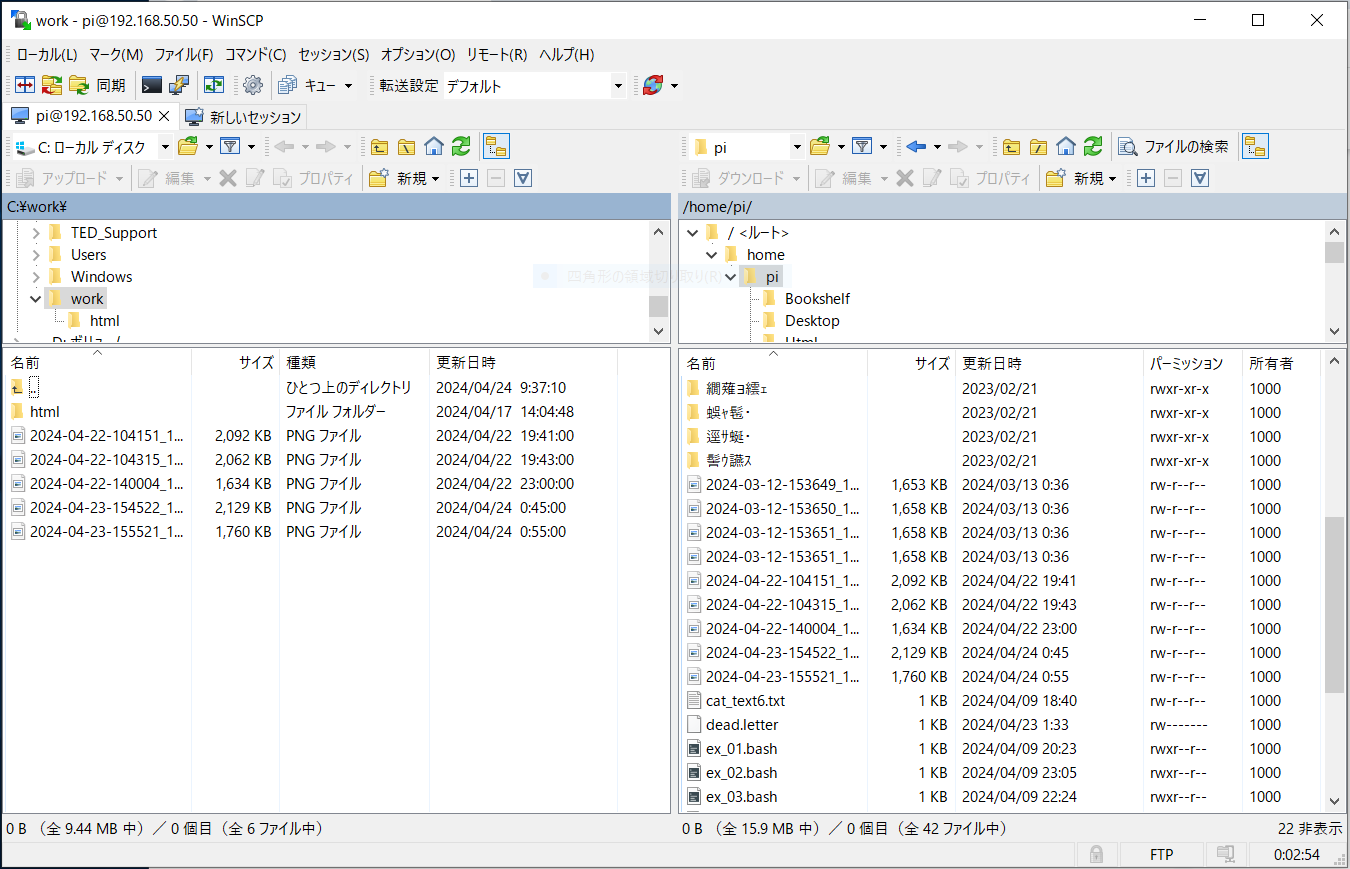 work - pi@192.168.50.50 - WinSCP
ローカル(L) マーク(M) ファイル(F) コマンド(C) セッション(S) オプション(O) リモート(R) ヘルプ(H)
同期 キュー 転送設定 デフォルト
pi@192.168.50.50 新しいセッション
C: ローカル ディスク
アップロード 編集 プロパティ 新規
C:¥work¥
TED_Support
Users
Windows
work
html
名前 サイズ 種類 更新日時
.. ひとつ上のディレクトリ 2024/04/24 9:37:10
html ファイル フォルダー 2024/04/17 14:04:48
2024-04-22-104151_1... 2,092 KB PNG ファイル 2024/04/22 19:41:00
2024-04-22-104315_1... 2,062 KB PNG ファイル 2024/04/22 19:43:00
2024-04-22-140004_1... 1,634 KB PNG ファイル 2024/04/22 23:00:00
2024-04-23-154522_1... 2,129 KB PNG ファイル 2024/04/24 0:45:00
2024-04-23-155521_1... 1,760 KB PNG ファイル 2024/04/24 0:55:00
0 B （全 9.44 MB 中） ／ 0 個目 （全 6 ファイル中）
pi ファイルの検索
ダウンロード 編集 プロパティ 新規
/home/pi/
/ <ルート>
home
四角形の領域切り取り(R)
pi
Bookshelf
Desktop
名前 サイズ 更新日時 パーミッション 所有者
2023/02/21 rwxr-xr-x 1000
2023/02/21 rwxr-xr-x 1000
2023/02/21 rwxr-xr-x 1000
2023/02/21 rwxr-xr-x 1000
2024-03-12-153649_1... 1,653 KB 2024/03/13 0:36 rw-r--r-- 1000
2024-03-12-153650_1... 1,658 KB 2024/03/13 0:36 rw-r--r-- 1000
2024-03-12-153651_1... 1,658 KB 2024/03/13 0:36 rw-r--r-- 1000
2024-03-12-153651_1... 1,658 KB 2024/03/13 0:36 rw-r--r-- 1000
2024-04-22-104151_1... 2,092 KB 2024/04/22 19:41 rw-r--r-- 1000
2024-04-22-104315_1... 2,062 KB 2024/04/22 19:43 rw-r--r-- 1000
2024-04-22-140004_1... 1,634 KB 2024/04/22 23:00 rw-r--r-- 1000
2024-04-23-154522_1... 2,129 KB 2024/04/24 0:45 rw-r--r-- 1000
2024-04-23-155521_1... 1,760 KB 2024/04/24 0:55 rw-r--r-- 1000
cat_text6.txt 1 KB 2024/04/09 18:40 rw-r--r-- 1000
dead.letter 1 KB 2024/04/23 1:33 rw------- 1000
ex_01.bash 1 KB 2024/04/09 20:23 rwxr--r-- 1000
ex_02.bash 1 KB 2024/04/09 23:05 rwxr--r-- 1000
ex_03.bash 1 KB 2024/04/09 22:24 rwxr--r-- 1000
0 B （全 15.9 MB 中） ／ 0 個目 （全 42 ファイル中） 22 非表示
FTP 0:02:54